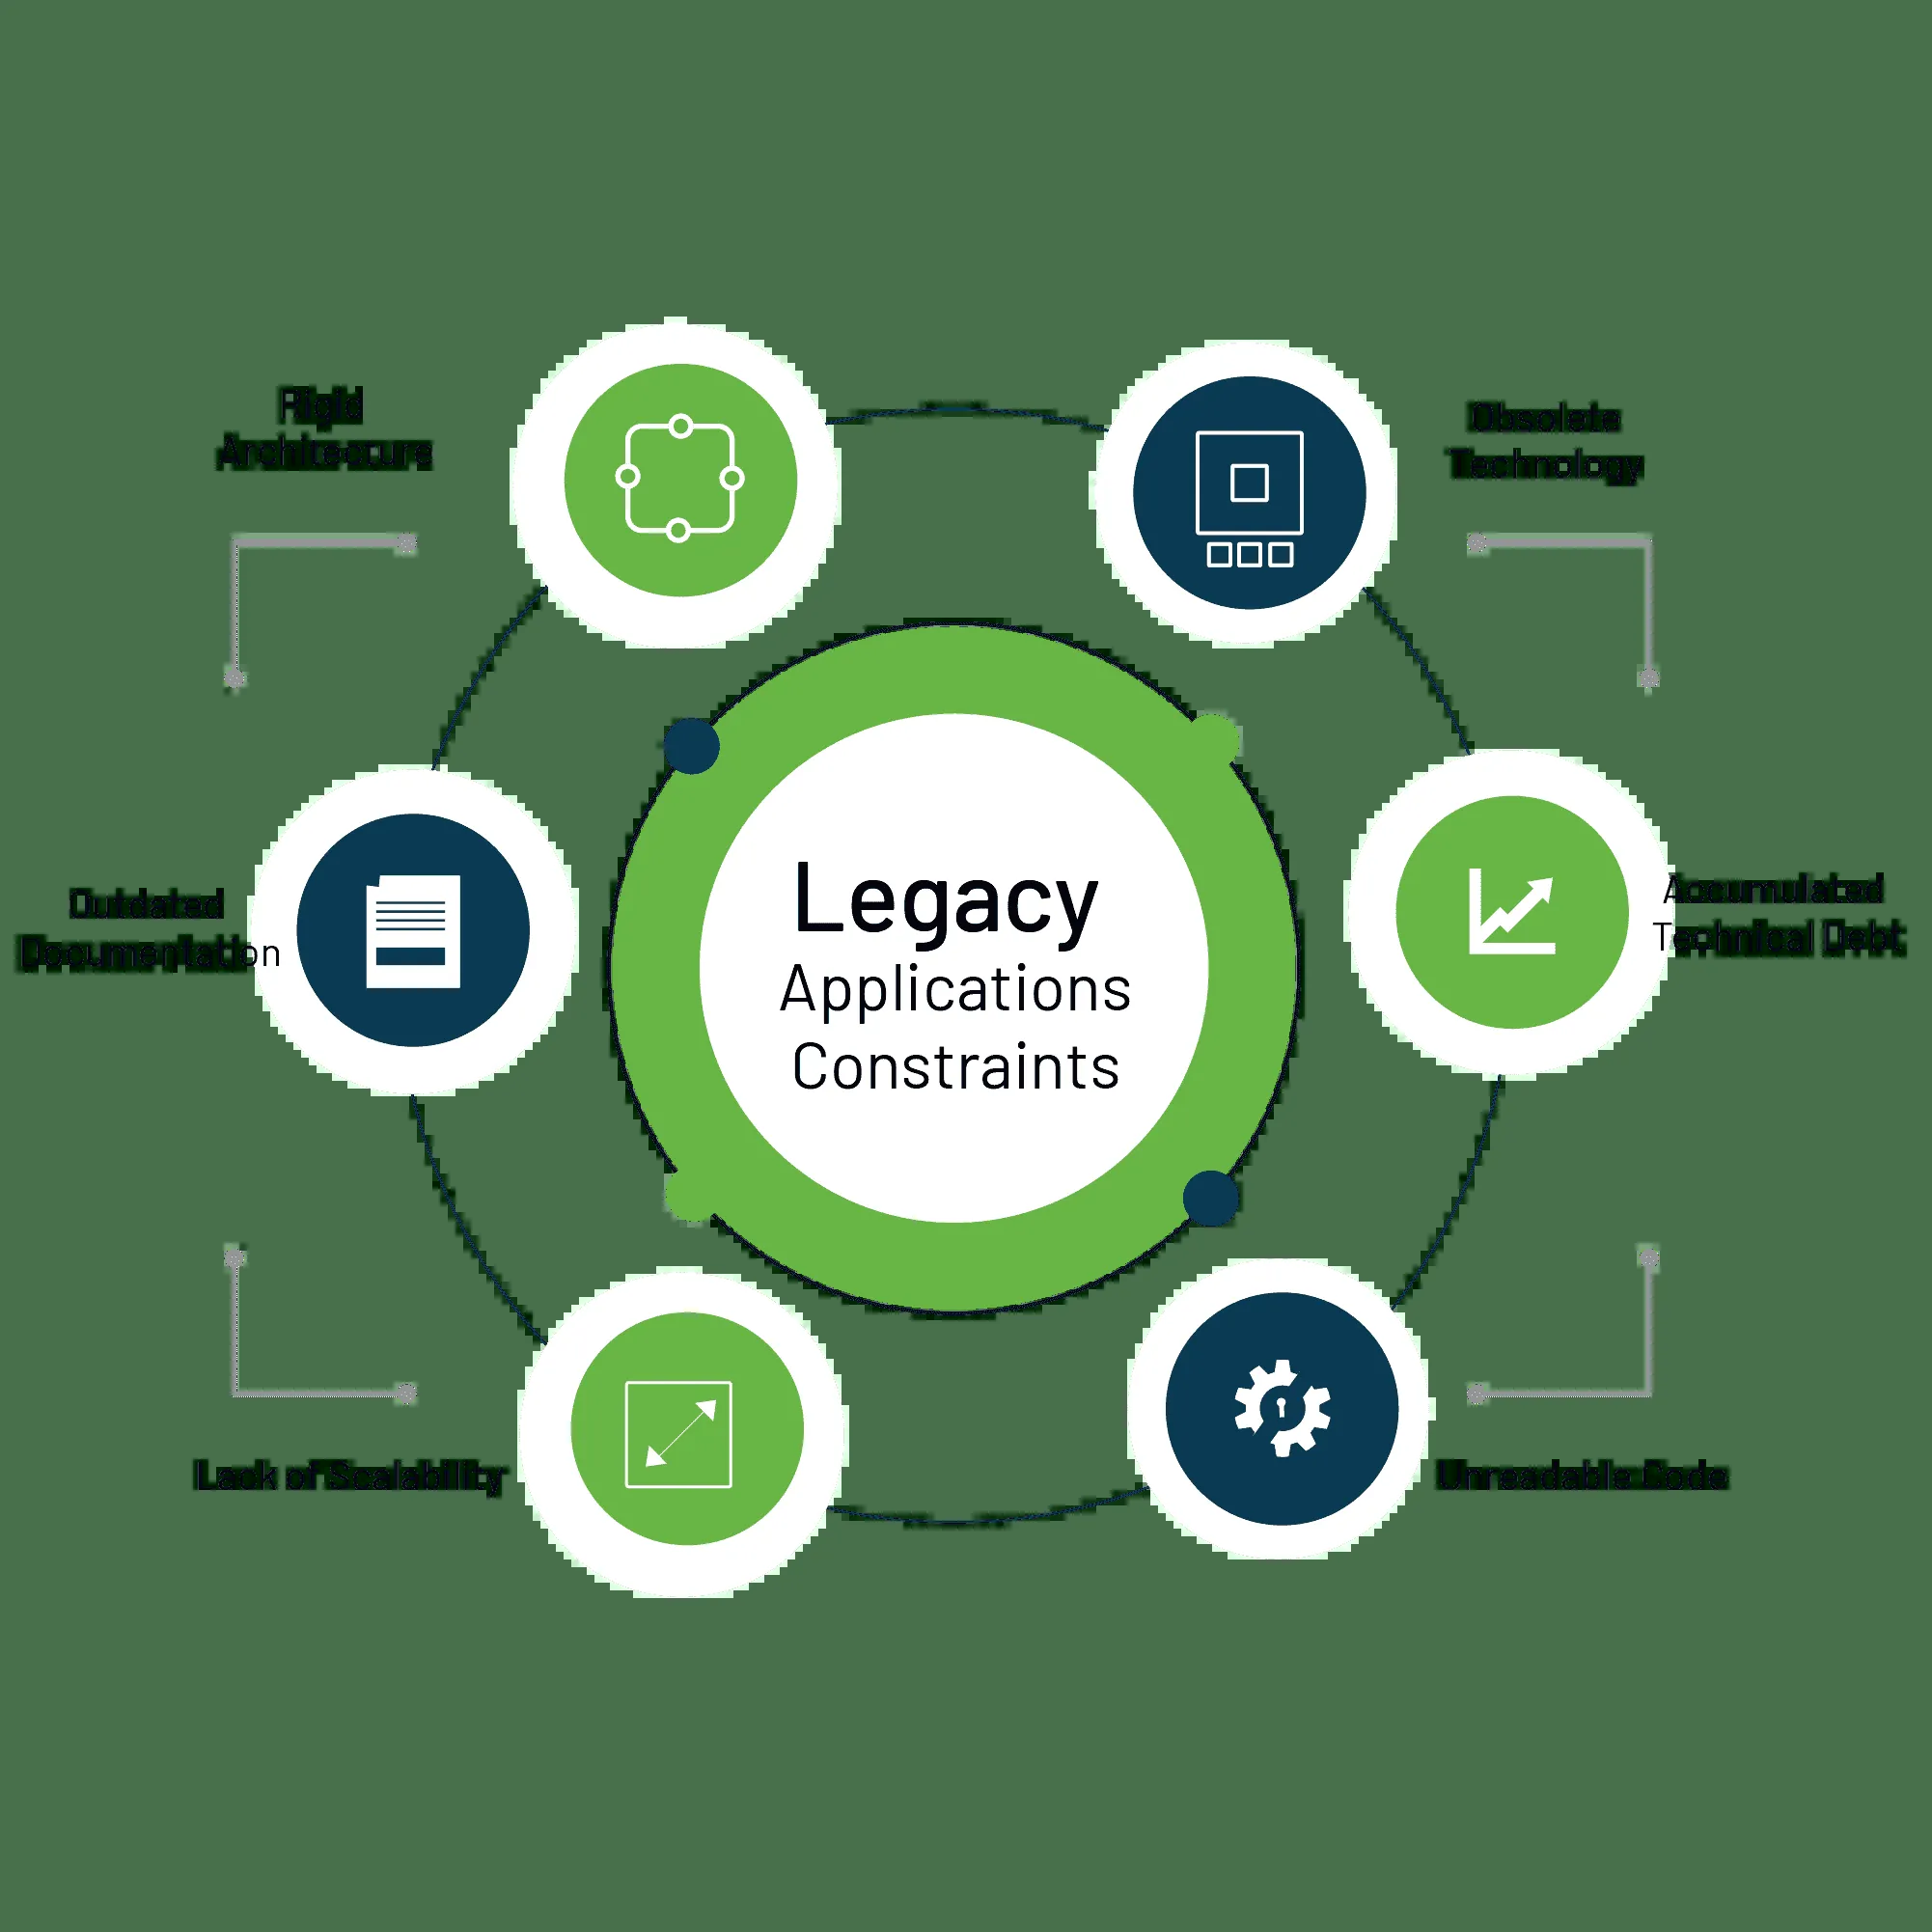 Rigid
Architecture
Obsolete
Technology
Outdated
Documentation
Legacy
Applications
Constraints
Accumulated
Technical Debt
Lack of Scalability
Unreadable Code